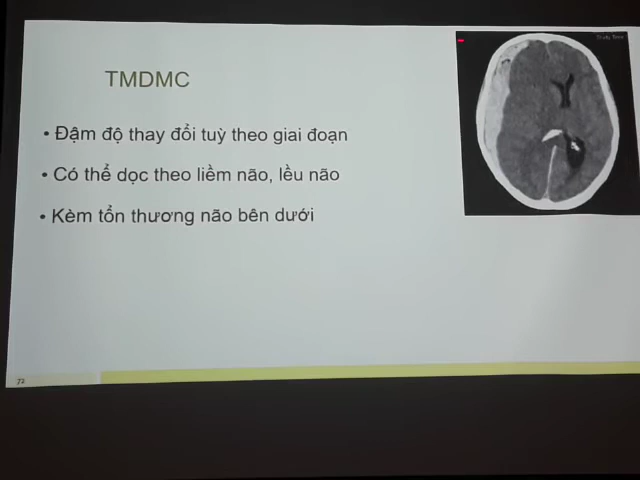 TMDMC
• Đậm độ thay đổi tuỳ theo giai đoạn
• Có thể dọc theo liềm não, lều não
• Kèm tổn thương não bên dưới
72